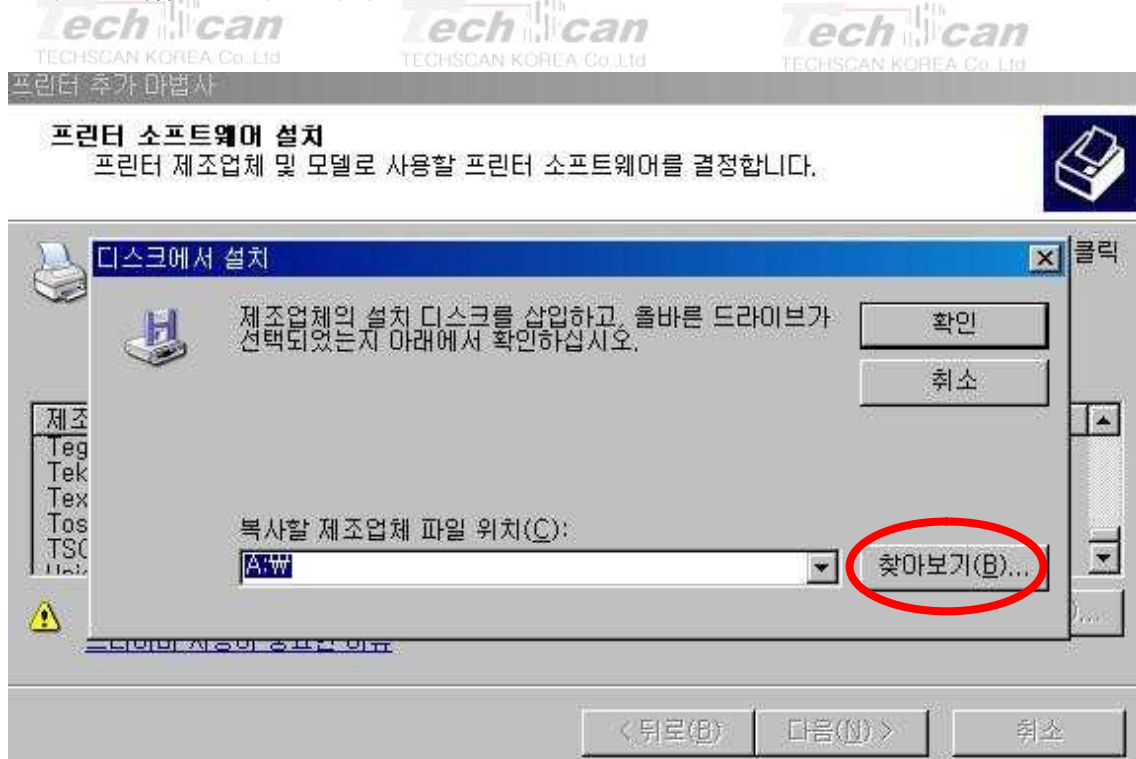 Tech Scan Tech Scan Tech Scan
TECHSCAN KOREA Co.,Ltd TECHSCAN KOREA Co.,Ltd TECHSCAN KOREA Co.,Ltd
프린터 추가 마법사
프린터 소프트웨어 설치
프린터 제조업체 및 모델로 사용할 프린터 소프트웨어를 결정합니다.
클릭
디스크에서 설치
제조업체의 설치 디스크를 삽입하고, 올바른 드라이브가
선택되었는지 아래에서 확인하십시오.
확인
취소
제조
Teg
Tek
Tex
Tos
TSC
복사할 제조업체 파일 위치(C):
A:₩
찾아보기(B)...
)...
< 뒤로(B) 다음(N) > 취소